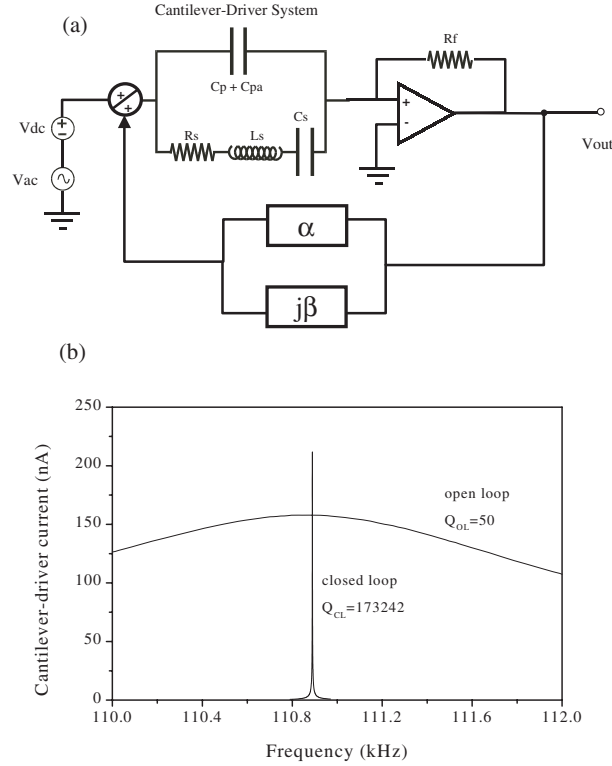 (a)
Cantilever-Driver System
Cp + Cpa
Rs
Ls
Cs
Rf
+
-
+
+
+
−
Vdc
Vac
Vout
α
jβ
(b)
Cantilever-driver current (nA)
250
200
150
100
50
0
open loop
Q_OL=50
closed loop
Q_CL=173242
110.0 110.4 110.8 111.2 111.6 112.0
Frequency (kHz)